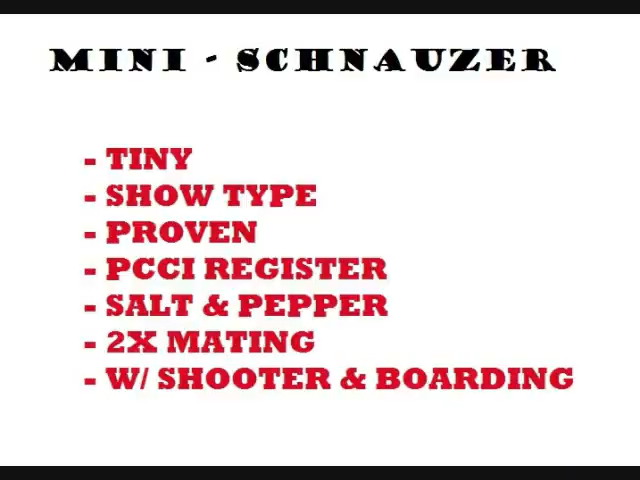 MINI - SCHNAUZER
- TINY
- SHOW TYPE
- PROVEN
- PCCI REGISTER
- SALT & PEPPER
- 2X MATING
- W/ SHOOTER & BOARDING